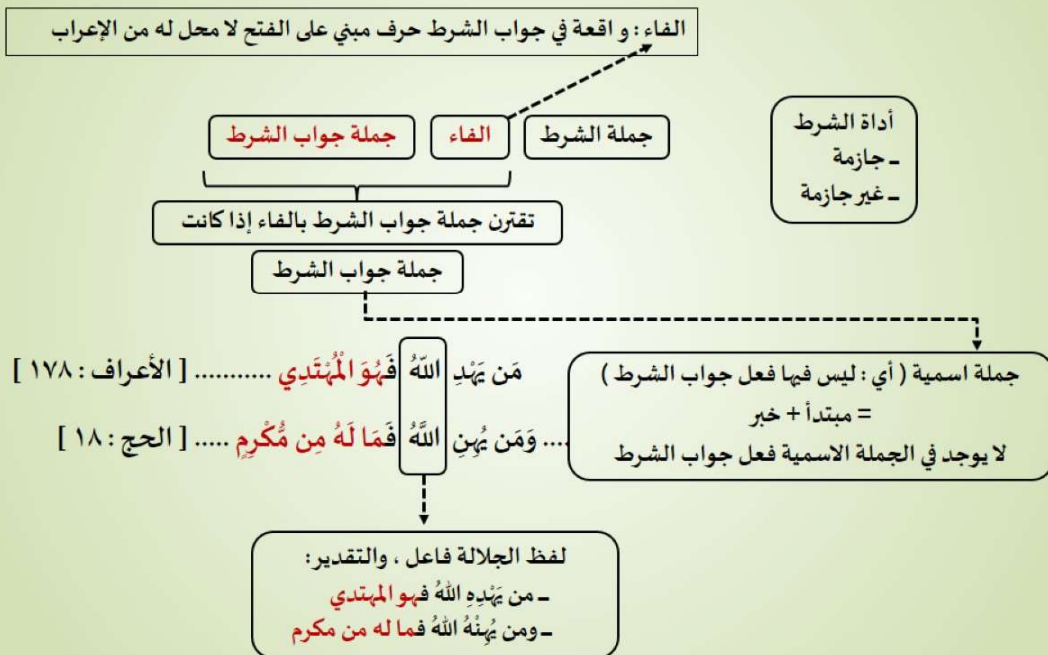 الفاء : واقعة في جواب الشرط حرف مبني على الفتح لا محل له من الإعراب
أداة الشرط
ـ جازمة
ـ غير جازمة
جملة الشرط
الفاء
جملة جواب الشرط
تقترن جملة جواب الشرط بالفاء إذا كانت
جملة جواب الشرط
جملة اسمية ( أي : ليس فيها فعل جواب الشرط )
= مبتدأ + خبر
لا يوجد في الجملة الاسمية فعل جواب الشرط
مَن يَهْدِ اللّهُ فَهُوَ الْمُهْتَدِي ........... [ الأعراف : ١٧٨ ]
.... وَمَن يُهِنِ اللَّهُ فَمَا لَهُ مِن مُّكْرِمٍ ..... [ الحج : ١٨ ]
لفظ الجلالة فاعل ، والتقدير :
ـ من يَهْدِهِ اللهُ فهو المهتدي
ـ ومن يُهِنْهُ اللهُ فما له من مكرم